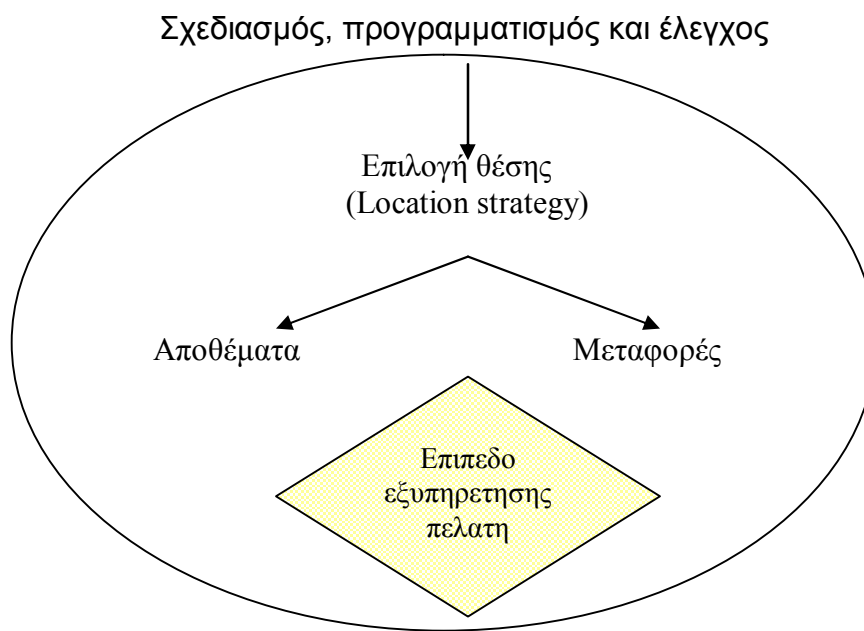 Σχεδιασμός, προγραμματισμός και έλεγχος
Επιλογή θέσης
(Location strategy)
Αποθέματα
Μεταφορές
Επιπεδο
εξυπηρετησης
πελατη